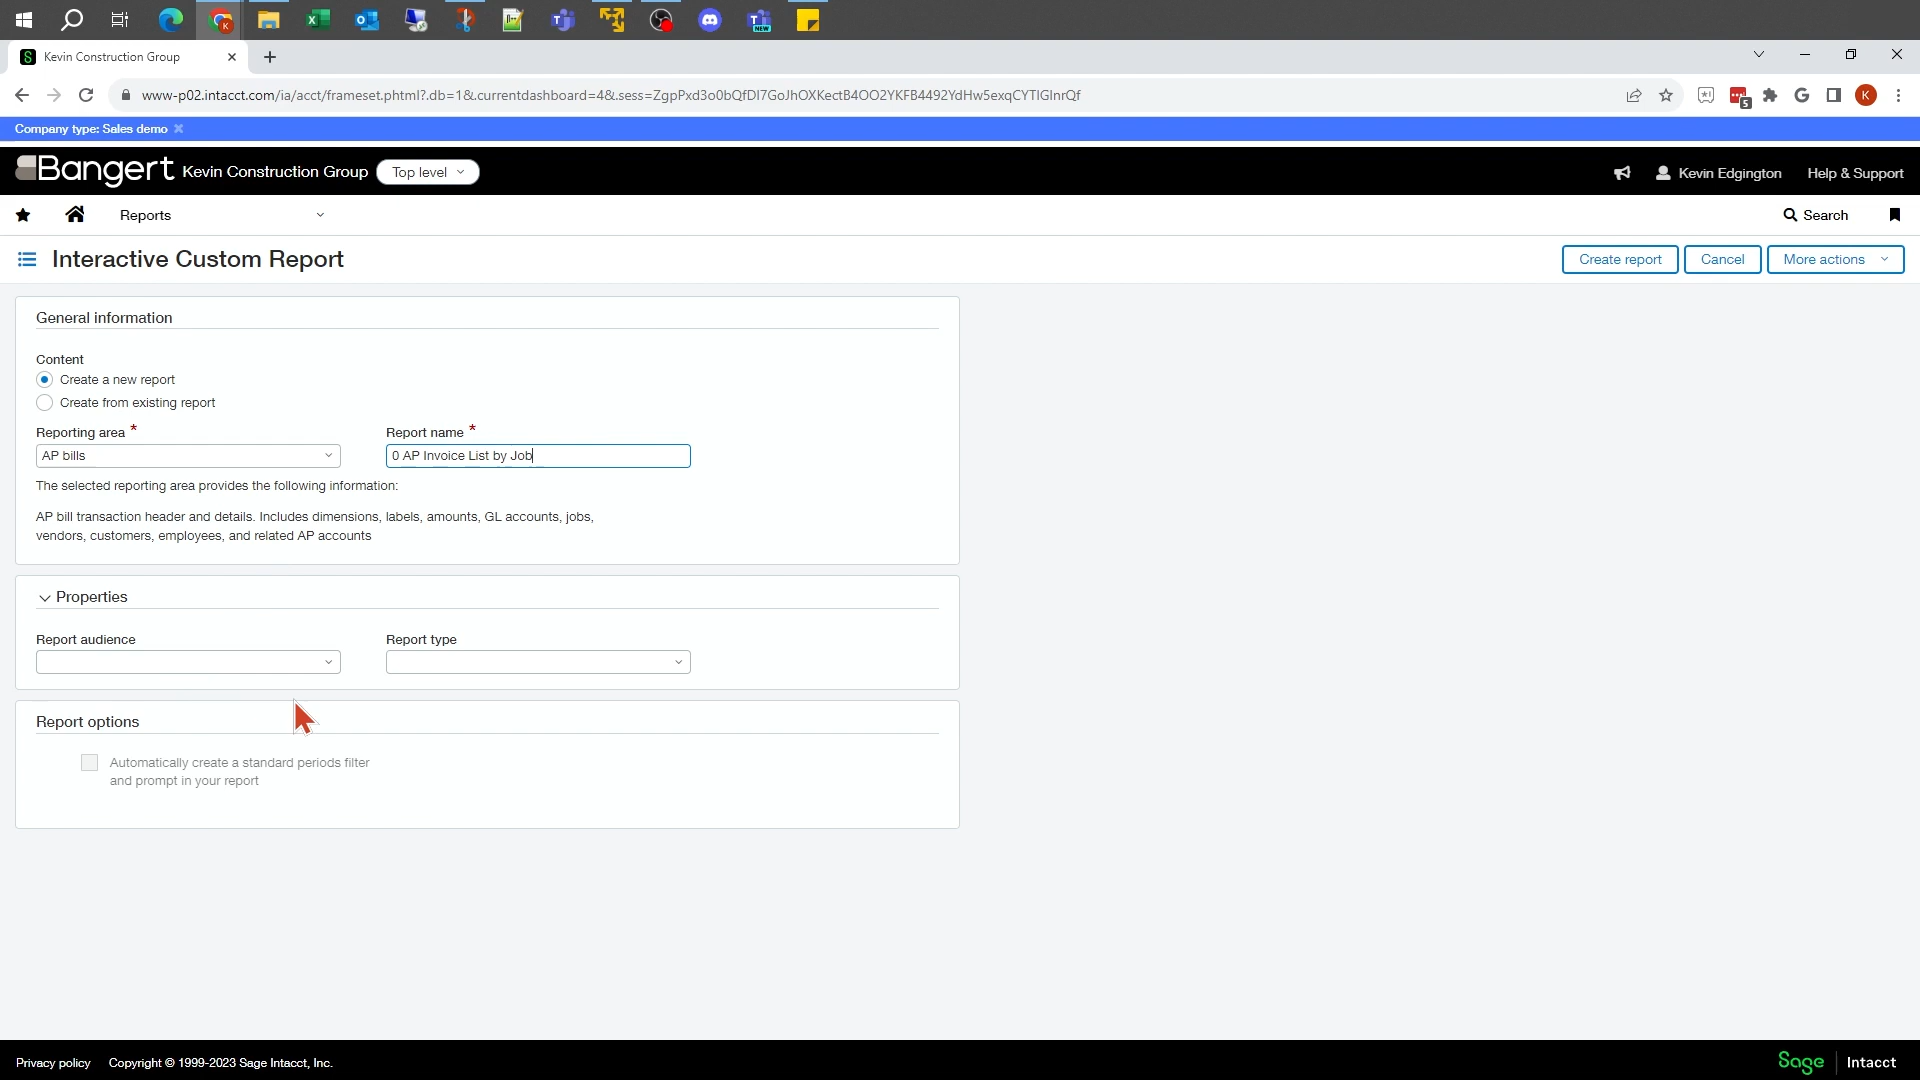 Kevin Construction Group
www-p02.intacct.com/ia/acct/frameset.phtml?.db=1&.currentdashboard=4&.sess=ZgpPxd3o0bQfDI7GoJhOXKectB4OO2YKFB4492YdHw5exqCYTIGlnrQf
Company type: Sales demo
Bangert Kevin Construction Group Top level
Kevin Edgington Help & Support
Reports
Search
Interactive Custom Report
Create report Cancel More actions
General information
Content
Create a new report
Create from existing report
Reporting area * Report name *
AP bills 0 AP Invoice List by Job
The selected reporting area provides the following information:
AP bill transaction header and details. Includes dimensions, labels, amounts, GL accounts, jobs,
vendors, customers, employees, and related AP accounts
Properties
Report audience Report type
Report options
Automatically create a standard periods filter
and prompt in your report
Privacy policy Copyright © 1999-2023 Sage Intacct, Inc.
Sage Intacct